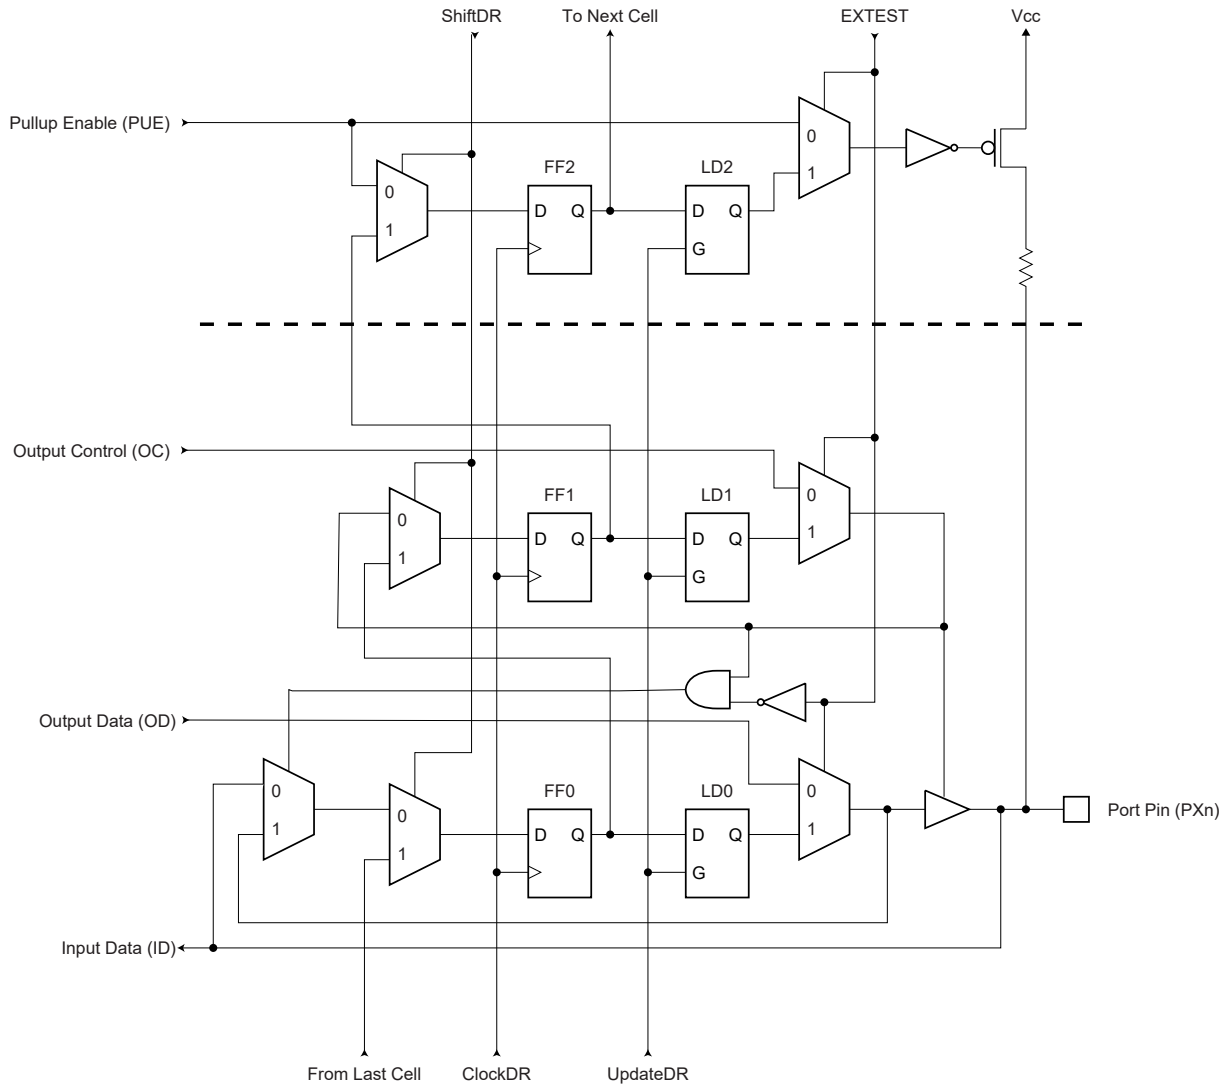 ShiftDR
To Next Cell
EXTEST
Vcc
Pullup Enable (PUE)
0
1
FF2
D Q
LD2
D Q
G
0
1
Output Control (OC)
0
1
FF1
D Q
LD1
D Q
G
0
1
Output Data (OD)
0
1
0
1
FF0
D Q
LD0
D Q
G
0
1
Port Pin (PXn)
Input Data (ID)
From Last Cell
ClockDR
UpdateDR